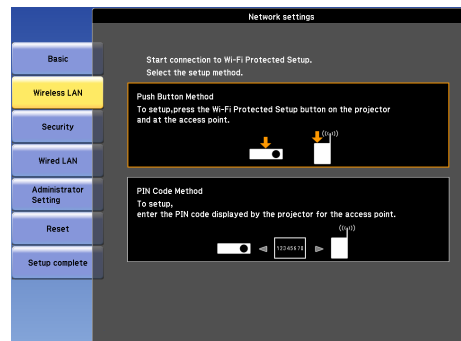 Network settings
Basic
Wireless LAN
Security
Wired LAN
Administrator
Setting
Reset
Setup complete
Start connection to Wi-Fi Protected Setup.
Select the setup method.
Push Button Method
To setup,press the Wi-Fi Protected Setup button on the projector
and at the access point.
PIN Code Method
To setup,
enter the PIN code displayed by the projector for the access point.
12345678